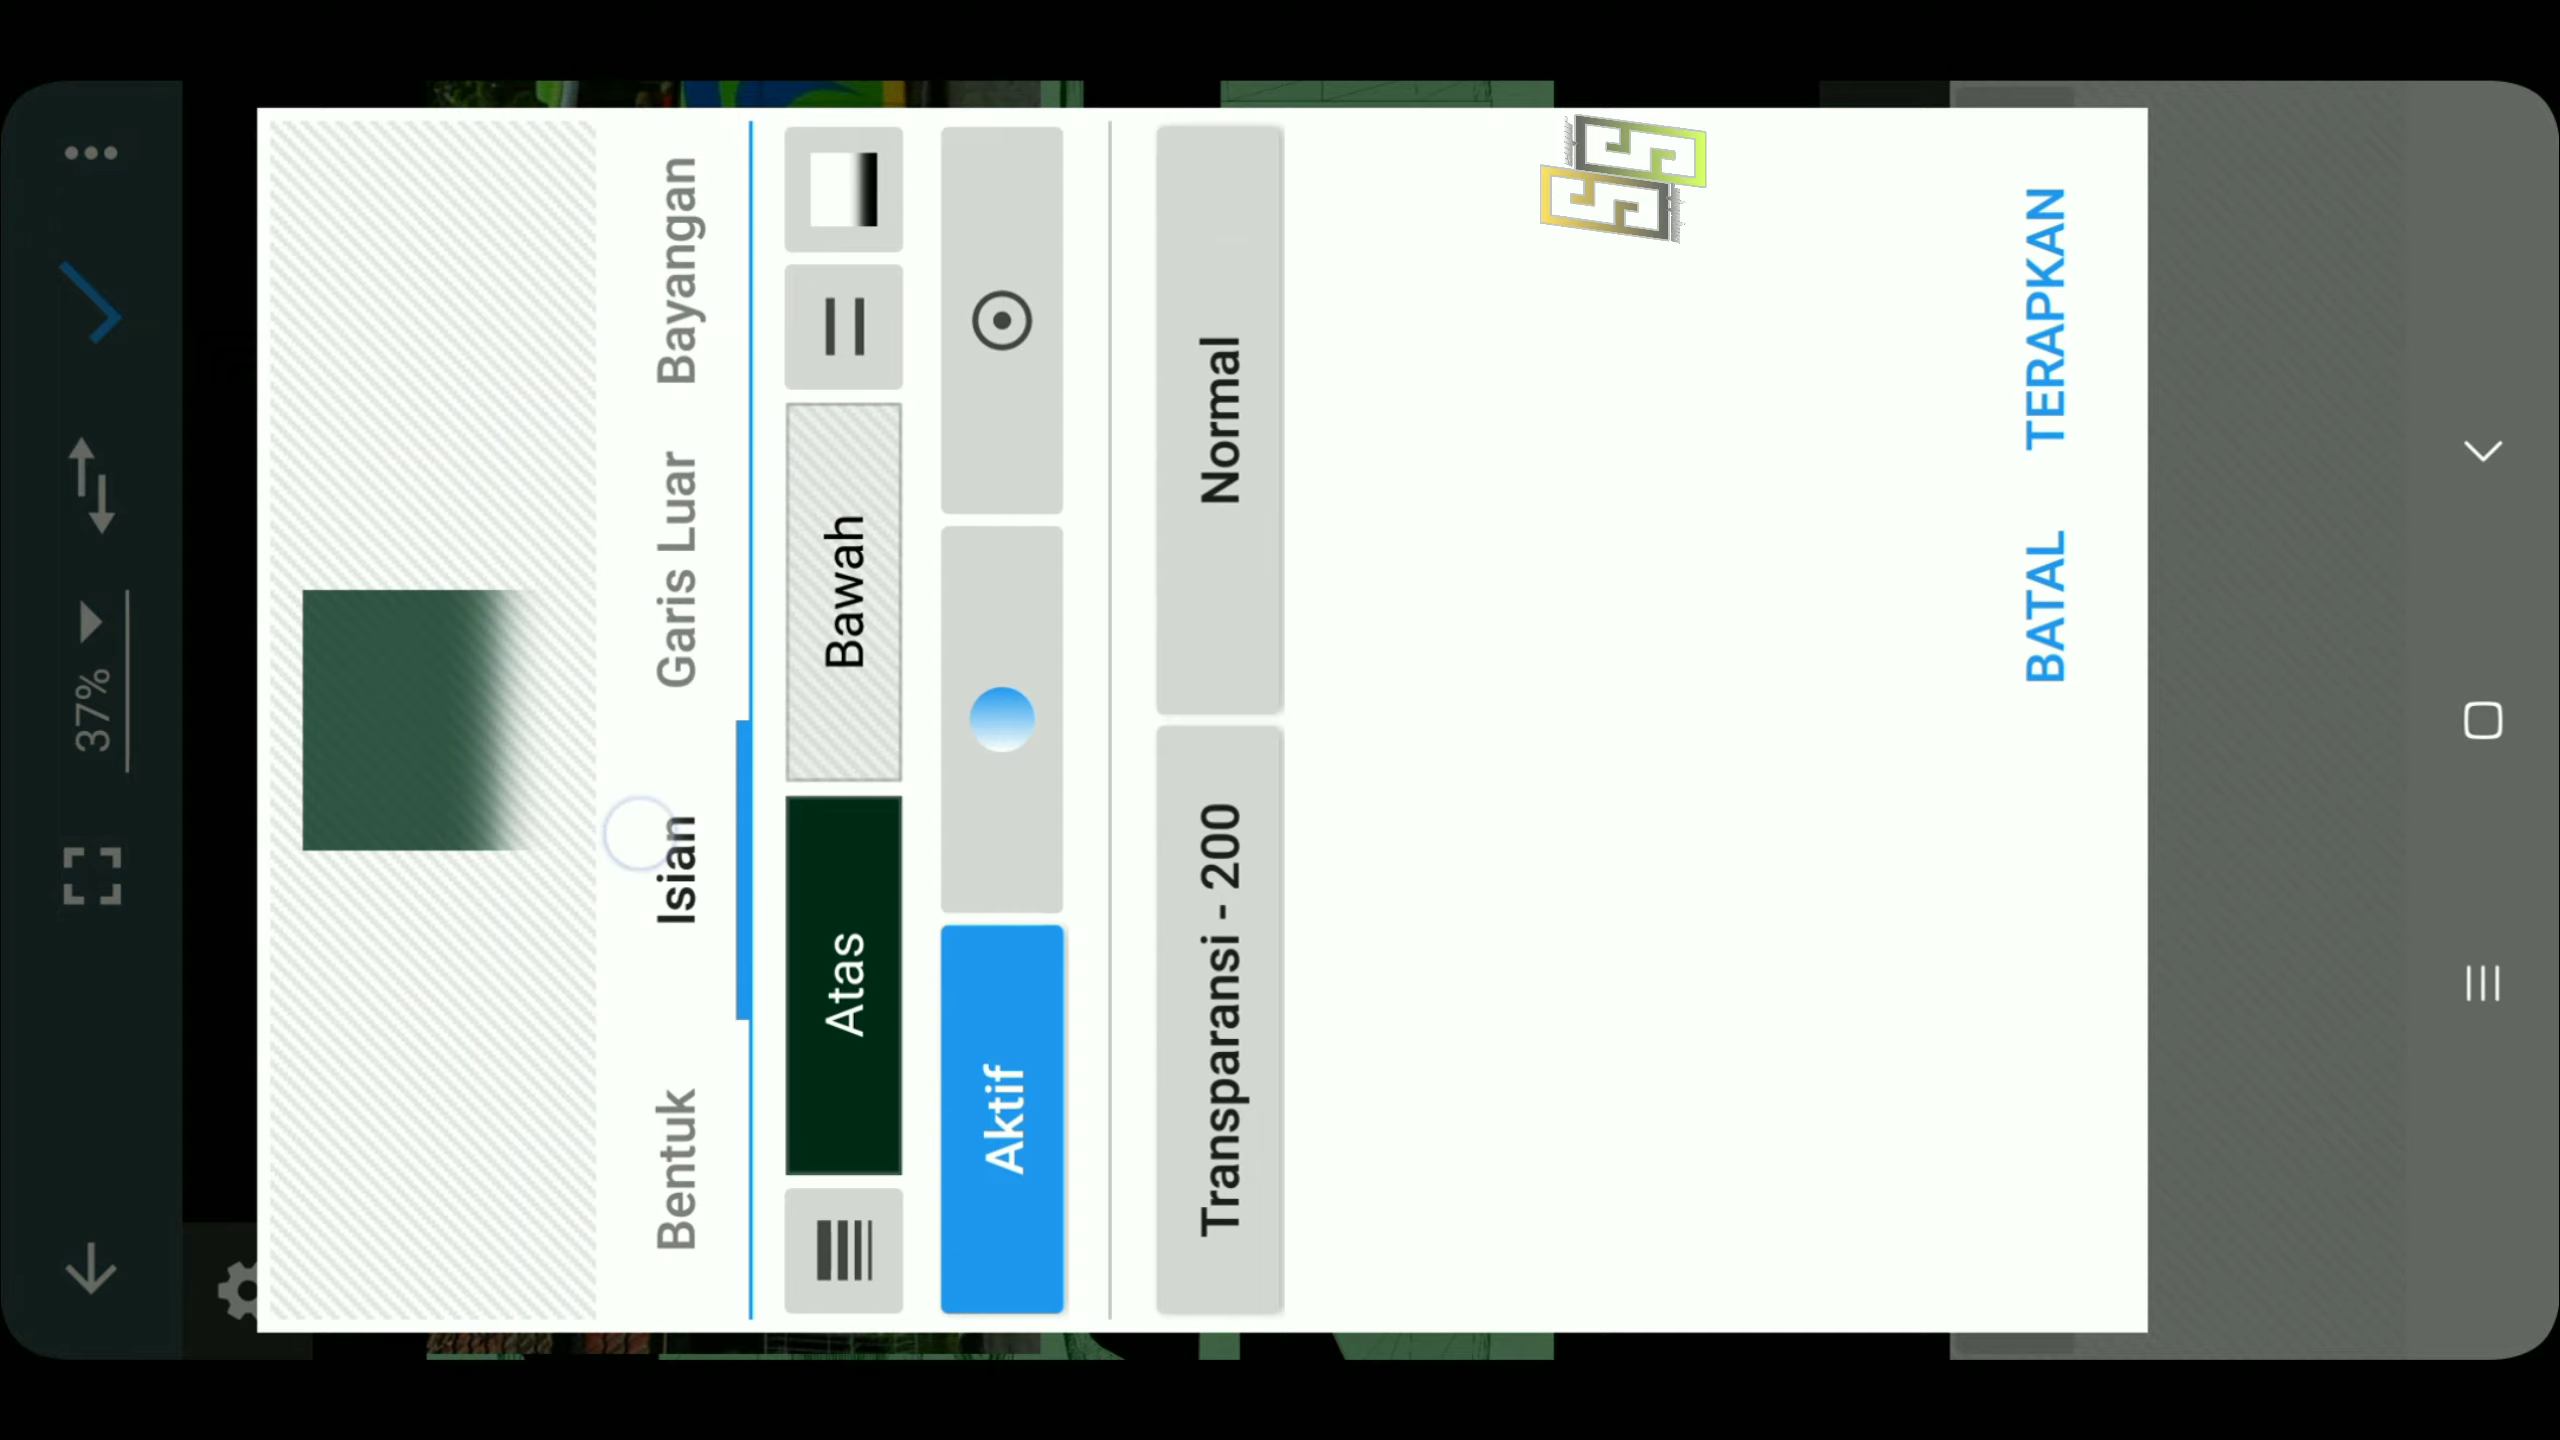 37%
Bentuk Isian Garis Luar Bayangan
Atas Bawah
Aktif
Transparansi - 200 Normal
BATAL TERAPKAN